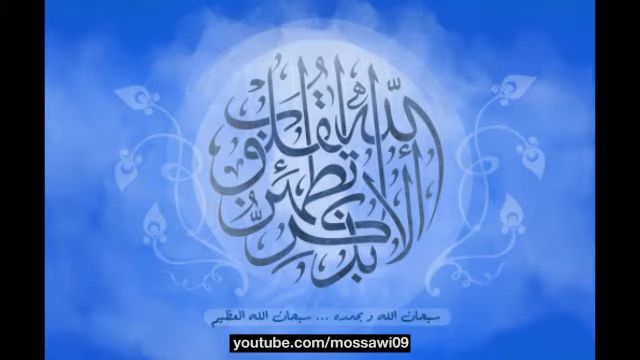 ألا بذكر الله تطمئن القلوب
سبحان الله و بحمده ... سبحان الله العظيم
youtube.com/mossawi09